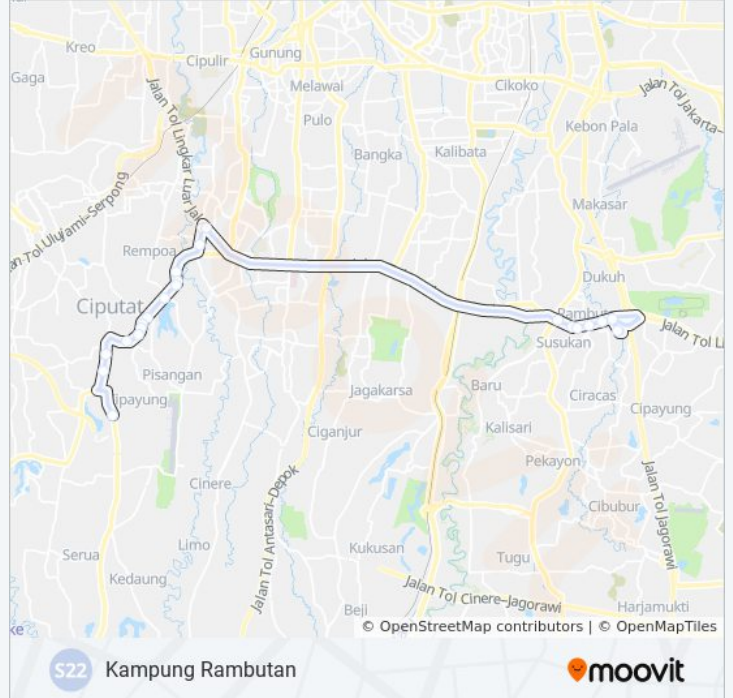 Kreo
Cipulir
Gunung
Gaga
Melawai
Cikoko
Jalan Tol Jakarta–
Pulo
Kebon Pala
Jalan Tol Lingkar Luar Jak
Bangka
Kalibata
Makasar
Jalan Tol Ulujami–Serpong
Rempoa
Dukuh
Ciputat
Rambut
Jalan Tol Li
Susukan
Pisangan
Baru
Jagakarsa
Ciracas
Cipayung
Cipayung
Ciganjur
Kalisari
Pekayon
Cinere
Jalan Tol Antasari–Depok
Cibubur
Jalan Tol Jagorawi
Limo
Kukusan
Serua
Tugu
Kedaung
Jalan Tol Cinere–Jagorawi
Beji
Harjamukti
ke
© OpenStreetMap contributors | © OpenMapTiles
S22 Kampung Rambutan
moovit